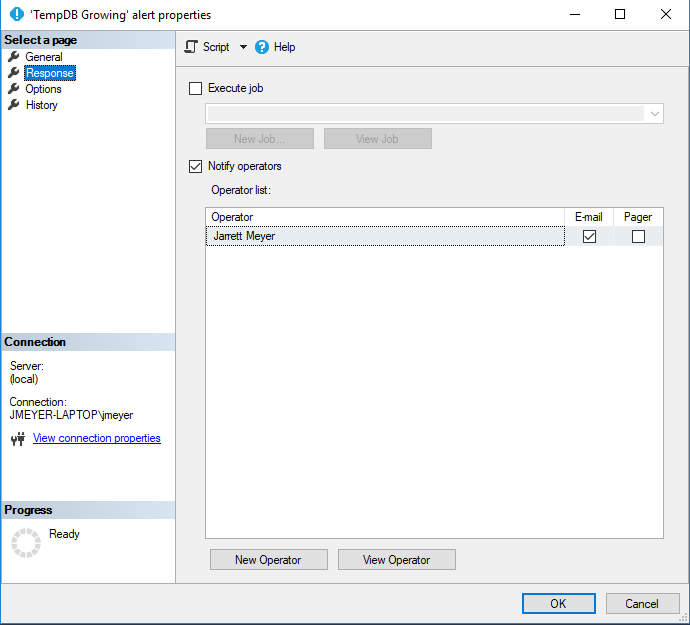 'TempDB Growing' alert properties
Select a page
General
Response
Options
History
Script
Help
Execute job
New Job...
View Job
Notify operators
Operator list:
Operator E-mail Pager
Jarrett Meyer
New Operator
View Operator
Connection
Server:
(local)
Connection:
JMEYER-LAPTOP\jmeyer
View connection properties
Progress
Ready
OK
Cancel